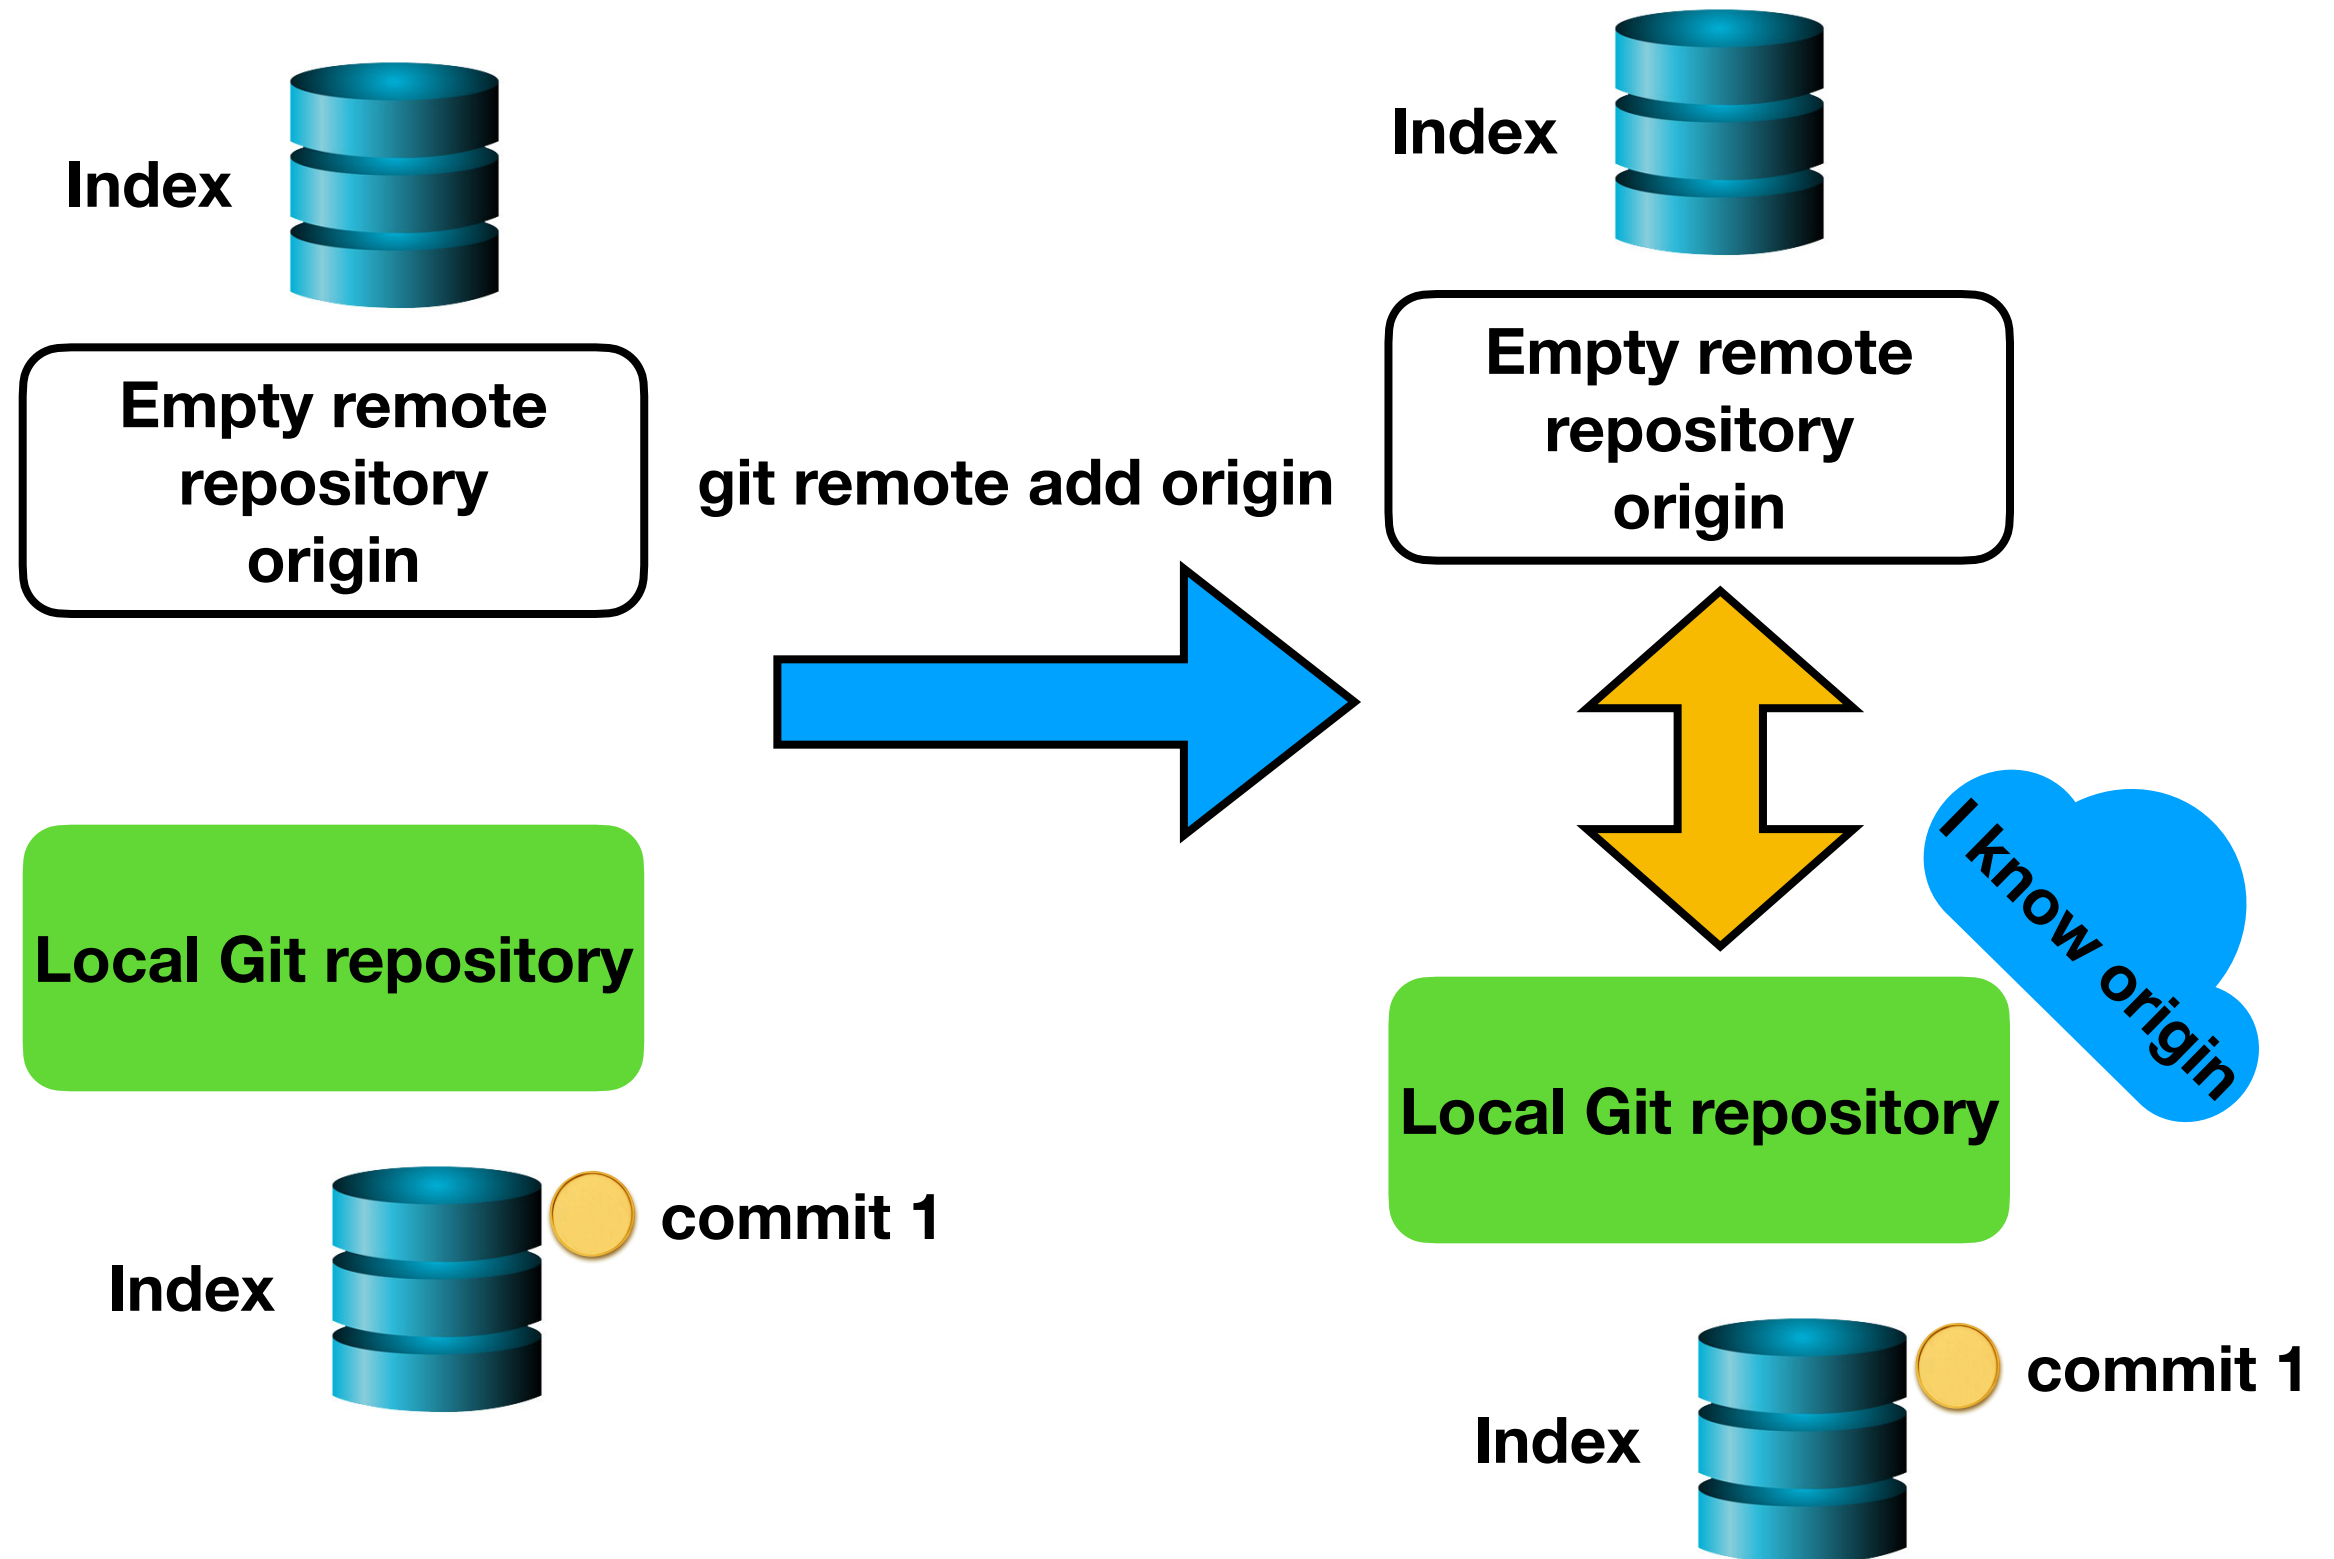 Index
Empty remote
repository
origin
Local Git repository
commit 1
Index
git remote add origin
Index
Empty remote
repository
origin
I know origin
Local Git repository
commit 1
Index